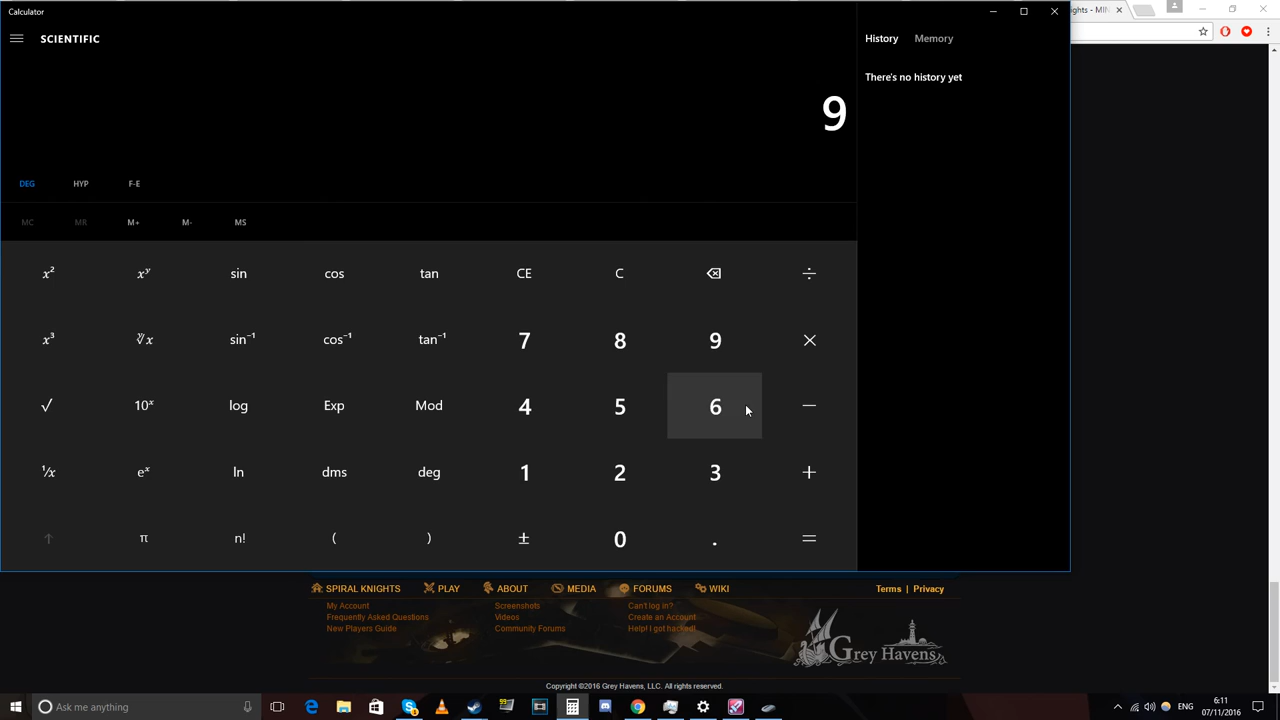 Calculator
ghts - MIN
SCIENTIFIC
History Memory
There's no history yet
9
DEG HYP F-E
MC MR M+ M- MS
x² xʸ sin cos tan CE C ÷
x³ ʸ√x sin⁻¹ cos⁻¹ tan⁻¹ 7 8 9 ×
√ 10ˣ log Exp Mod 4 5 6 −
¹/x eˣ ln dms deg 1 2 3 +
↑ π n! ( ) ± 0 . =
SPIRAL KNIGHTS PLAY ABOUT MEDIA FORUMS WIKI Terms | Privacy
My Account Screenshots Can't log in?
Frequently Asked Questions Videos Create an Account
New Players Guide Community Forums Help! I got hacked!
Grey Havens
Copyright ©2016 Grey Havens, LLC. All rights reserved.
Ask me anything
ENG
6:11
07/11/2016